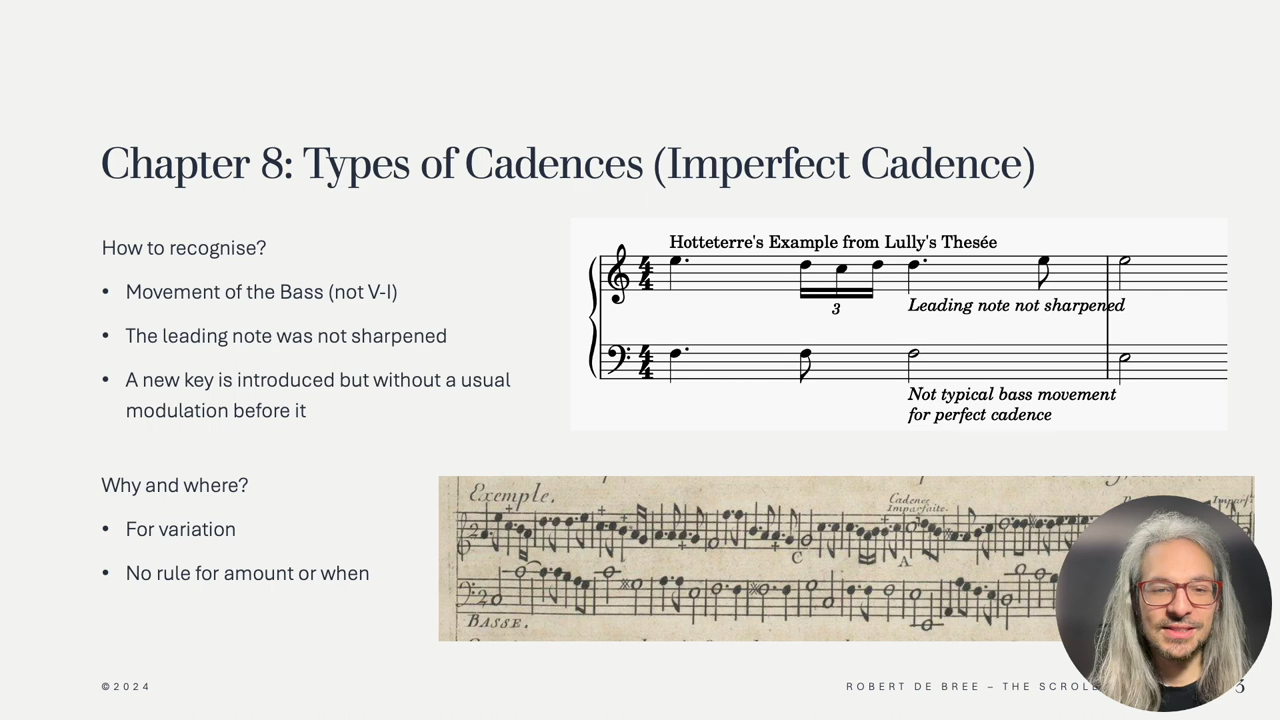 Chapter 8: Types of Cadences (Imperfect Cadence)
How to recognise?
• Movement of the Bass (not V-I)
• The leading note was not sharpened
• A new key is introduced but without a usual
modulation before it
Why and where?
• For variation
• No rule for amount or when
Hotteterre's Example from Lully's Thesée
3
Leading note not sharpened
Not typical bass movement
for perfect cadence
Exemple.
Cadence
Imparfaite.
C
A
BASSE.
©2024
ROBERT DE BREE – THE SCROLL
3